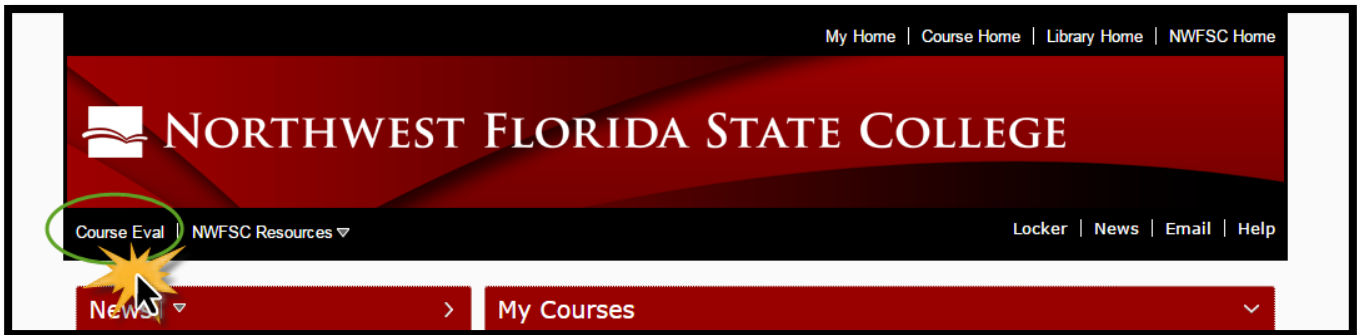 My Home | Course Home | Library Home | NWFSC Home
NORTHWEST FLORIDA STATE COLLEGE
Course Eval | NWFSC Resources
Locker | News | Email | Help
News
My Courses